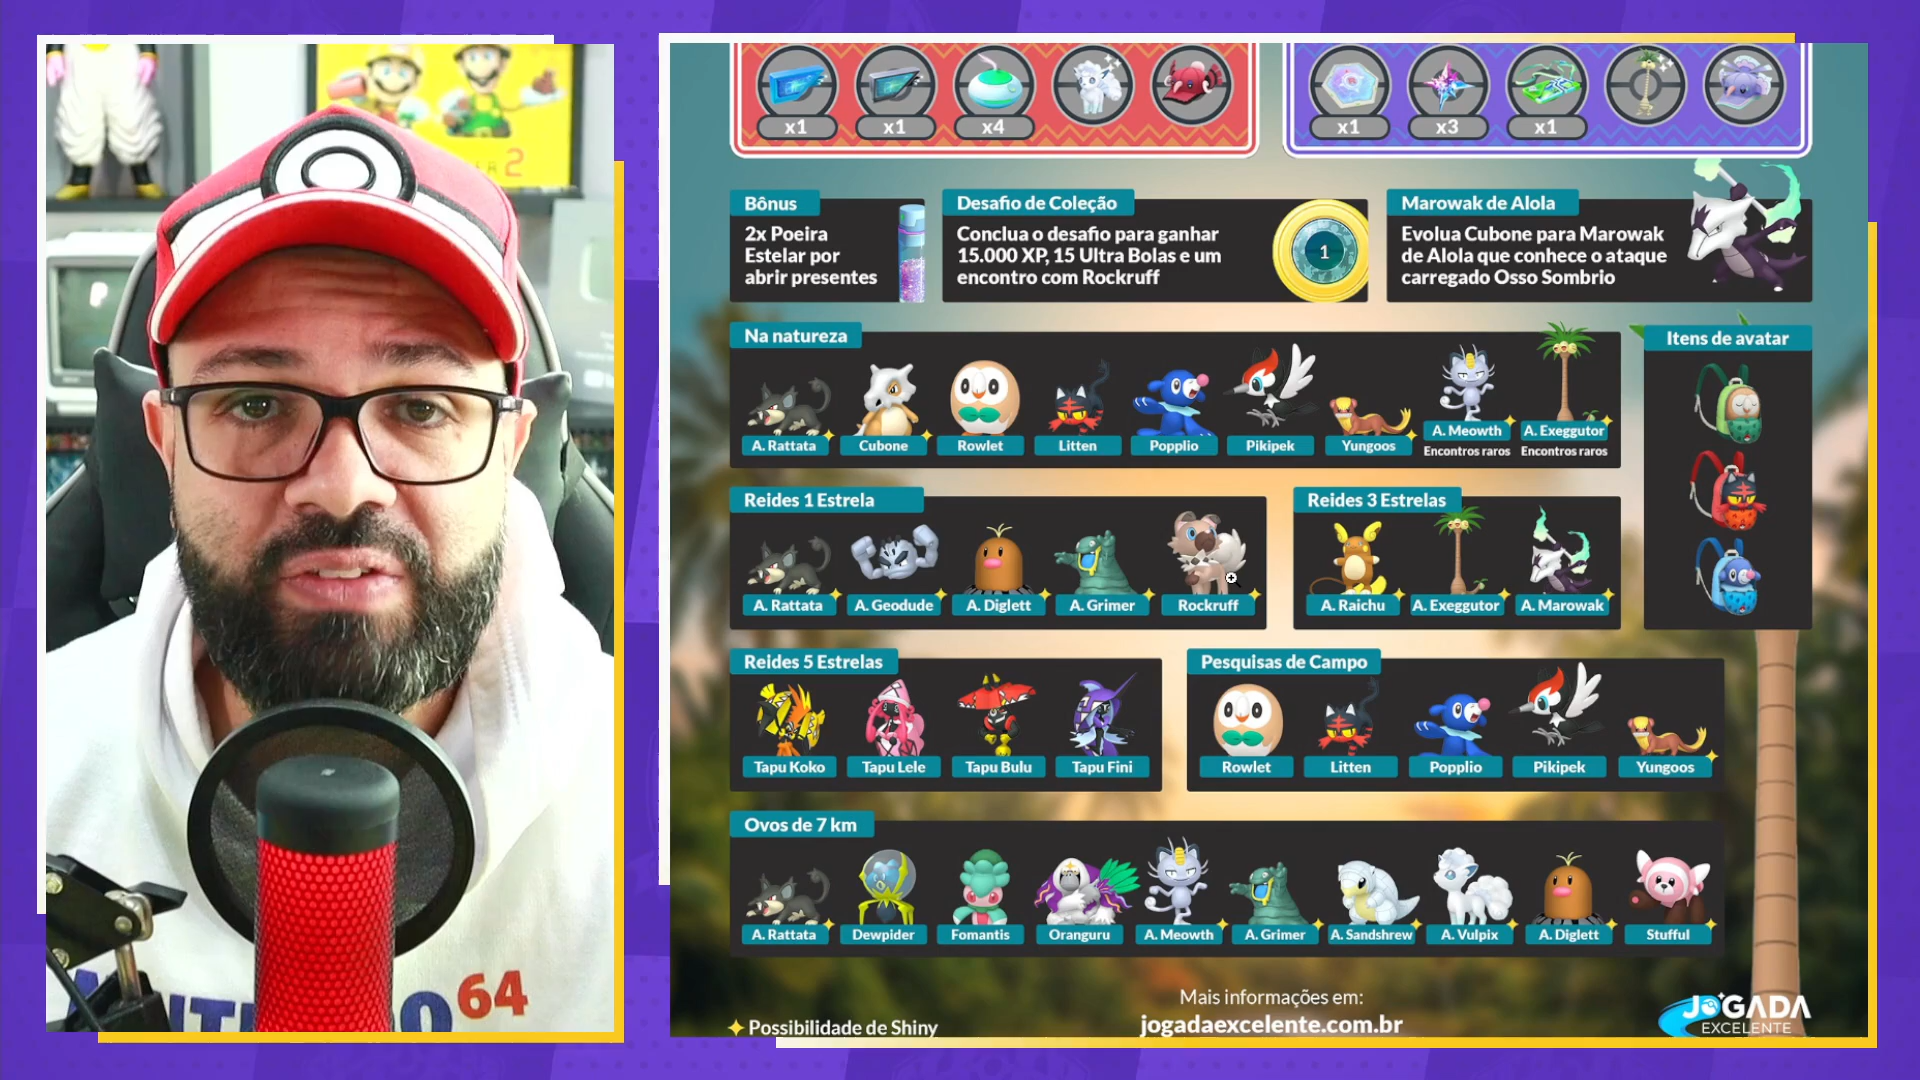 2
64
x1
x1
x4
x1
x3
x1
Bônus
2x Poeira
Estelar por
abrir presentes
Desafio de Coleção
Conclua o desafio para ganhar
15.000 XP, 15 Ultra Bolas e um
encontro com Rockruff
1
Marowak de Alola
Evolua Cubone para Marowak
de Alola que conhece o ataque
carregado Osso Sombrio
Na natureza
A. Rattata
Cubone
Rowlet
Litten
Popplio
Pikipek
Yungoos
A. Meowth
Encontros raros
A. Exeggutor
Encontros raros
Itens de avatar
Reides 1 Estrela
A. Rattata
A. Geodude
A. Diglett
A. Grimer
Rockruff
Reides 3 Estrelas
A. Raichu
A. Exeggutor
A. Marowak
Reides 5 Estrelas
Tapu Koko
Tapu Lele
Tapu Bulu
Tapu Fini
Pesquisas de Campo
Rowlet
Litten
Popplio
Pikipek
Yungoos
Ovos de 7 km
A. Rattata
Dewpider
Fomantis
Oranguru
A. Meowth
A. Grimer
A. Sandshrew
A. Vulpix
A. Diglett
Stufful
Possibilidade de Shiny
Mais informações em:
jogadaexcelente.com.br
JOGADA
EXCELENTE